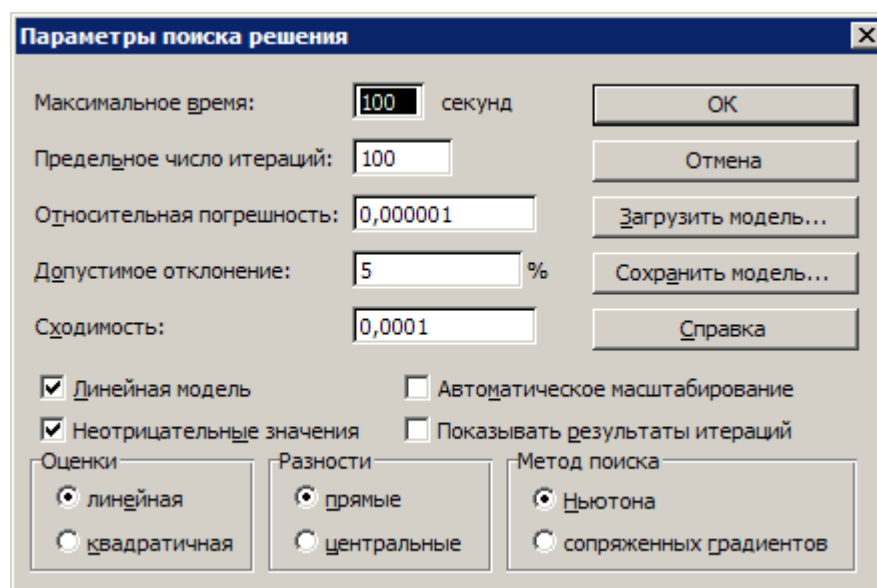 Параметры поиска решения
Максимальное время: 100 секунд OK
Предельное число итераций: 100 Отмена
Относительная погрешность: 0,000001 Загрузить модель...
Допустимое отклонение: 5 % Сохранить модель...
Сходимость: 0,0001 Справка
Линейная модель Автоматическое масштабирование
Неотрицательные значения Показывать результаты итераций
Оценки Разности Метод поиска
линейная прямые Ньютона
квадратичная центральные сопряженных градиентов